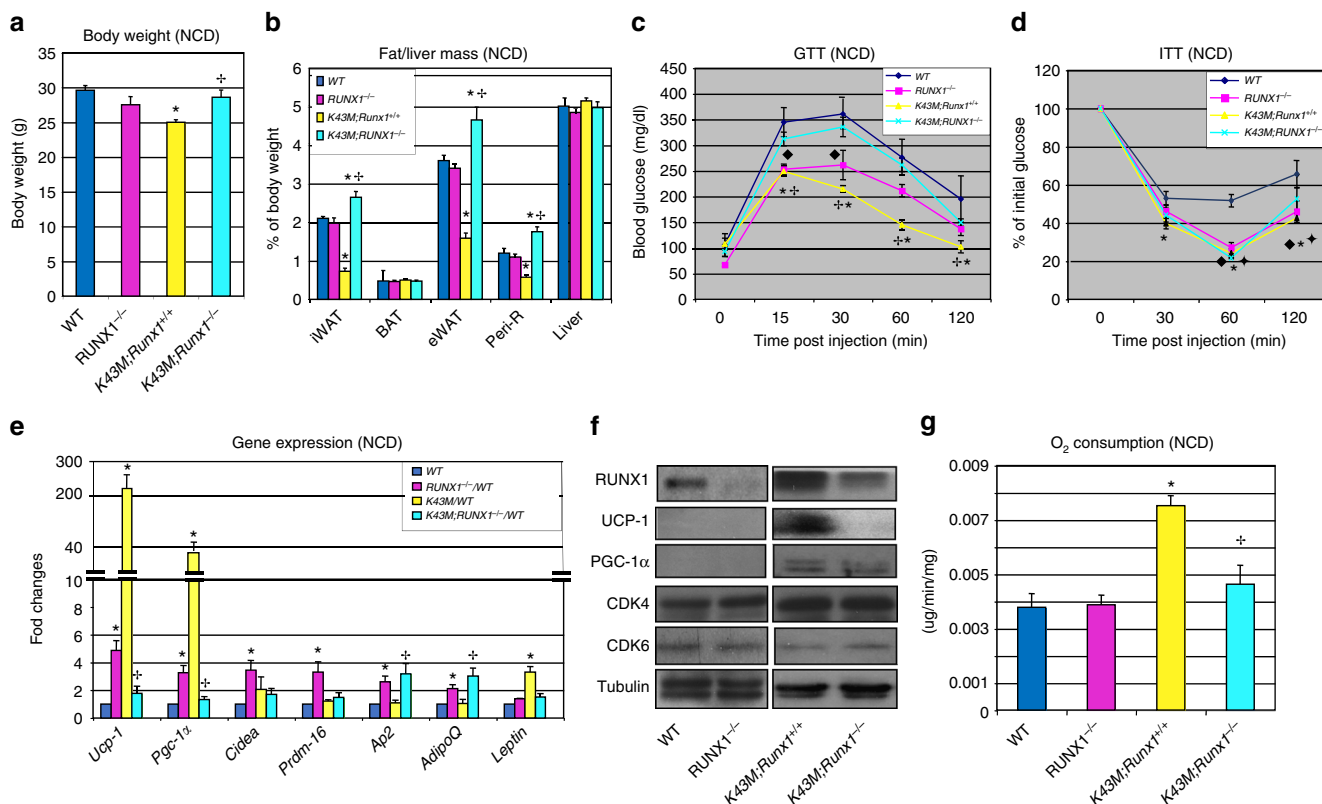 a
Body weight (NCD)
Body weight (g)
35
30
25
20
15
10
5
0
*
‡
WT
RUNX1−/−
K43M;Runx1+/+
K43M;Runx1−/−
b
Fat/liver mass (NCD)
% of body weight
6
5
4
3
2
1
0
WT
RUNX1−/−
K43M;Runx1+/+
K43M;RUNX1−/−
*‡
*
*‡
*
*‡
*
iWAT
BAT
eWAT
Peri-R
Liver
c
GTT (NCD)
Blood glucose (mg/dl)
450
400
350
300
250
200
150
100
50
0
WT
RUNX1−/−
K43M;Runx1+/+
K43M;RUNX1−/−
◆ ◆
*‡
‡*
‡*
‡*
0 15 30 60 120
Time post injection (min)
d
ITT (NCD)
% of initial glucose
120
100
80
60
40
20
0
WT
RUNX1−/−
K43M;Runx1+/+
K43M;RUNX1−/−
*
◆*✦
◆*✦
0 30 60 120
Time post injection (min)
e
Gene expression (NCD)
Fod changes
300
200
40
10
8
6
4
2
0
WT
RUNX1−/−/WT
K43M/WT
K43M;RUNX1−/−/WT
* * ‡
* * ‡
*
*
* ‡
* ‡
*
Ucp-1
Pgc-1α
Cidea
Prdm-16
Ap2
AdipoQ
Leptin
f
RUNX1
UCP-1
PGC-1α
CDK4
CDK6
Tubulin
WT
RUNX1−/−
K43M;Runx1+/+
K43M;Runx1−/−
g
O2 consumption (NCD)
(ug/min/mg)
0.009
0.007
0.005
0.003
0.001
*
‡
WT
RUNX1−/−
K43M;Runx1+/+
K43M;Runx1−/−